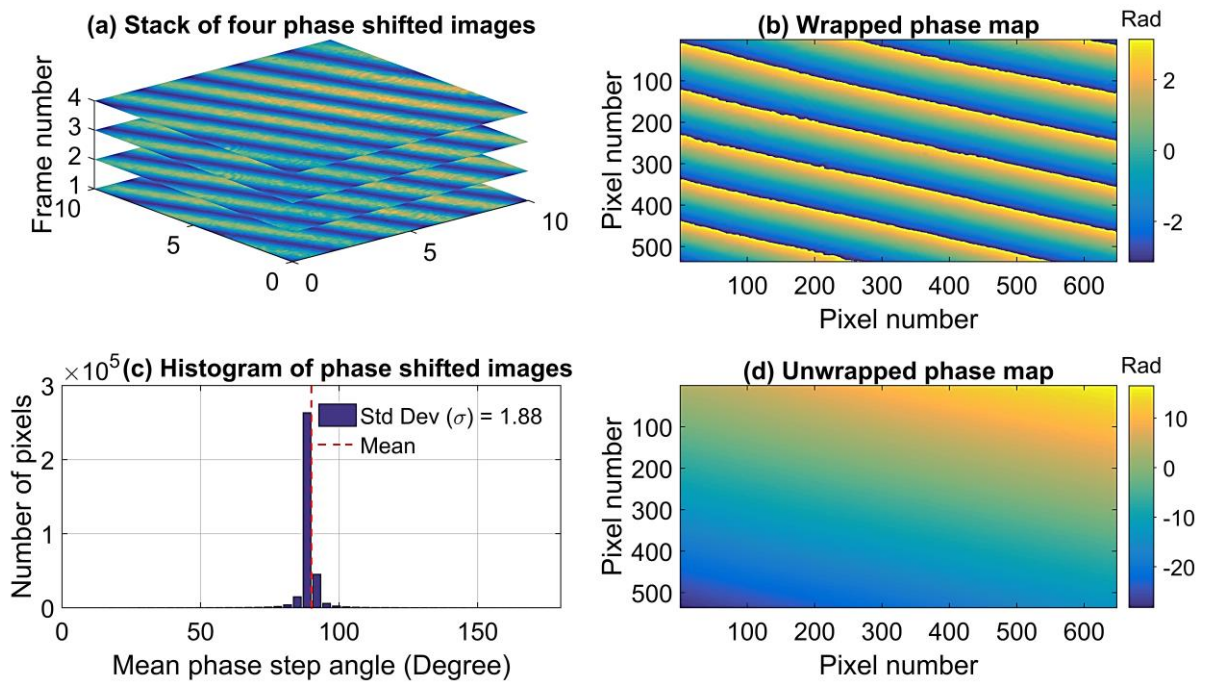 (a) Stack of four phase shifted images
Frame number
4
3
2
1
10
5
0
0
5
10
(b) Wrapped phase map
Rad
Pixel number
100
200
300
400
500
100 200 300 400 500 600
Pixel number
2
0
-2
×10⁵ (c) Histogram of phase shifted images
Number of pixels
3
2
1
0
Std Dev (σ) = 1.88
Mean
0 50 100 150
Mean phase step angle (Degree)
(d) Unwrapped phase map
Rad
Pixel number
100
200
300
400
500
100 200 300 400 500 600
Pixel number
10
0
-10
-20